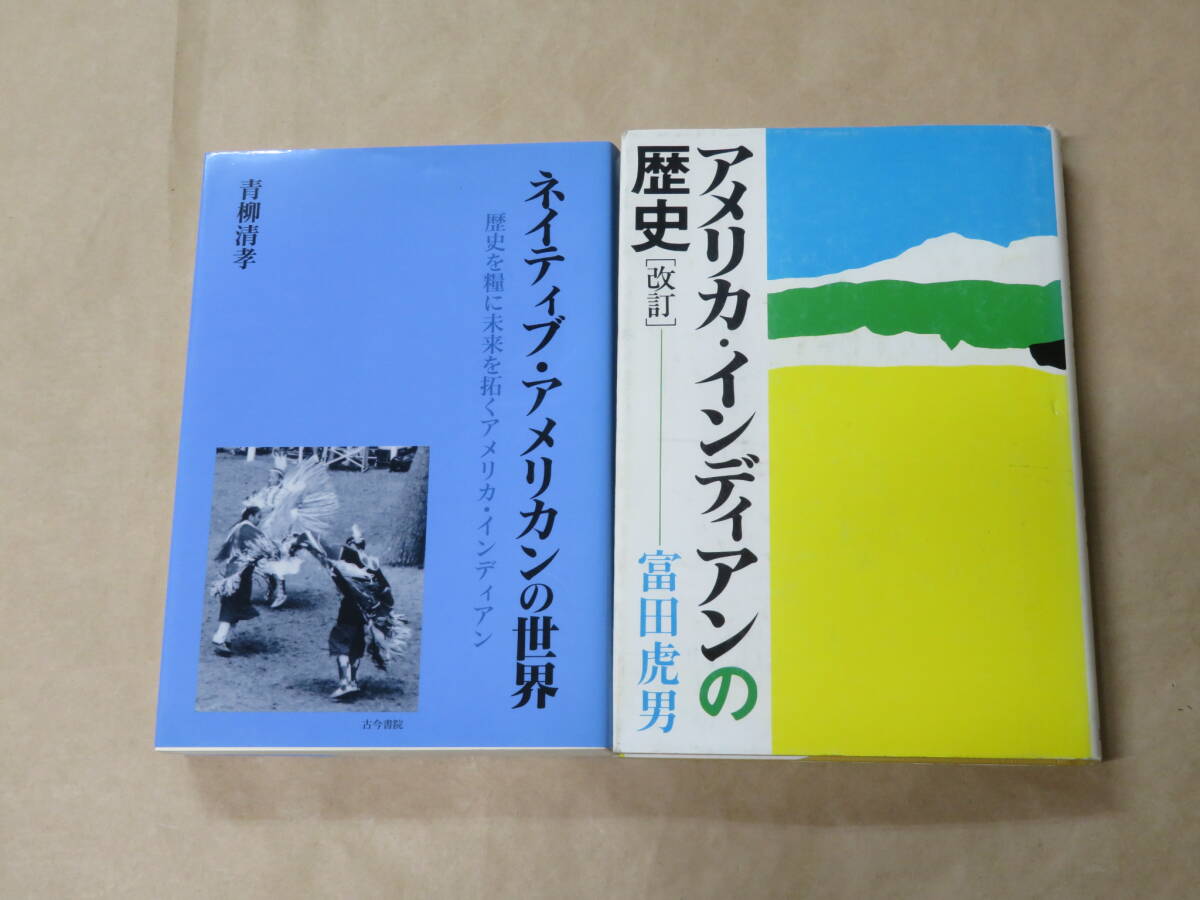 ネイティブ・アメリカンの世界
歴史を糧に未来を拓くアメリカ・インディアン
青柳清孝
古今書院
アメリカ・インディアンの
歴史[改訂]
富田虎男